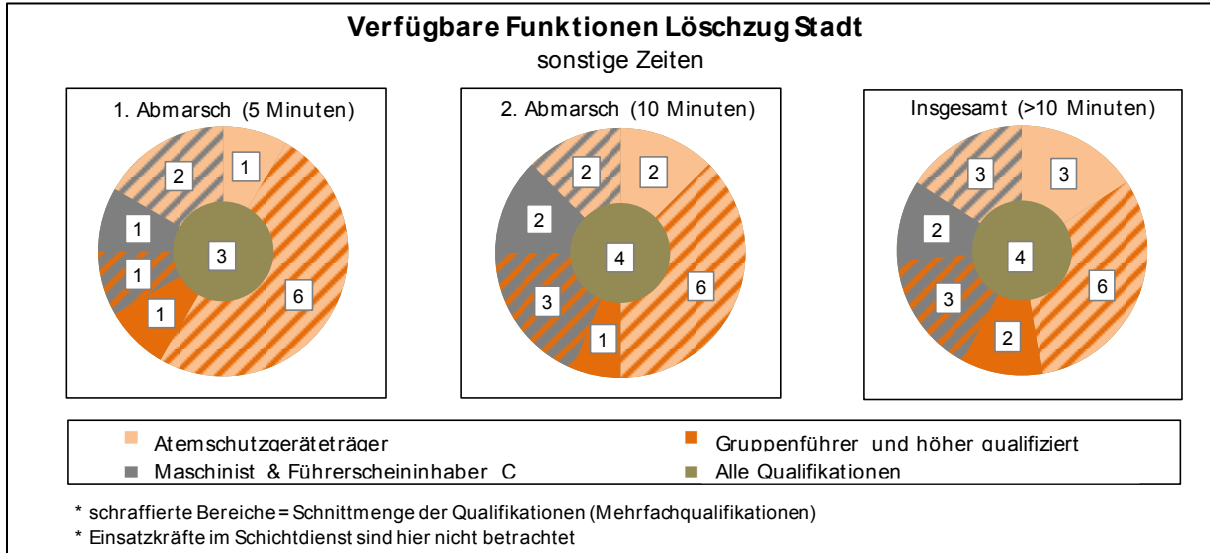 Verfügbare Funktionen Löschzug Stadt
sonstige Zeiten
1. Abmarsch (5 Minuten)
1
2
1
3
1
6
1
2. Abmarsch (10 Minuten)
2
2
2
4
6
3
1
Insgesamt (>10 Minuten)
3
3
2
4
6
3
2
Atemschutzgeräteträger
Gruppenführer und höher qualifiziert
Maschinist & Führerscheininhaber C
Alle Qualifikationen
* schraffierte Bereiche = Schnittmenge der Qualifikationen (Mehrfachqualifikationen)
* Einsatzkräfte im Schichtdienst sind hier nicht betrachtet